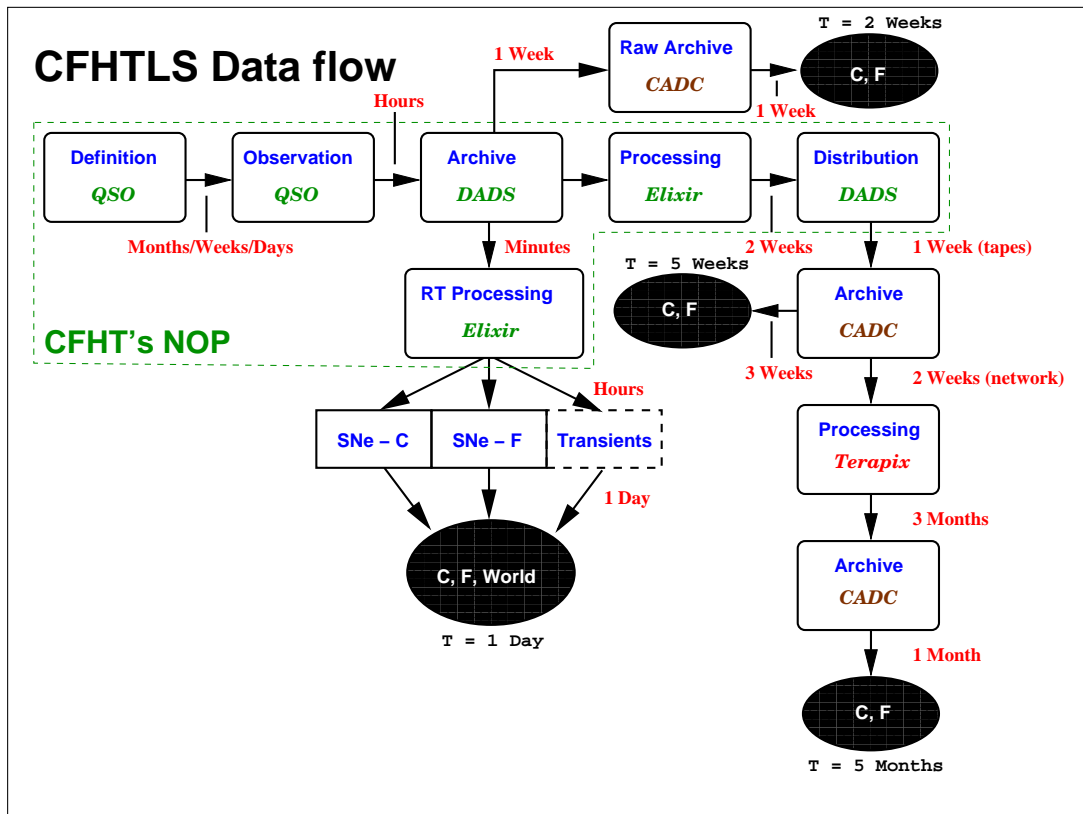 CFHTLS Data flow
T = 2 Weeks
1 Week
Raw Archive
CADC
C, F
1 Week
Hours
Definition
QSO
Observation
QSO
Archive
DADS
Processing
Elixir
Distribution
DADS
Months/Weeks/Days
Minutes
2 Weeks
1 Week (tapes)
T = 5 Weeks
RT Processing
Elixir
C, F
Archive
CADC
CFHT's NOP
3 Weeks
2 Weeks (network)
Hours
SNe – C
SNe – F
Transients
Processing
Terapix
1 Day
3 Months
C, F, World
T = 1 Day
Archive
CADC
1 Month
C, F
T = 5 Months